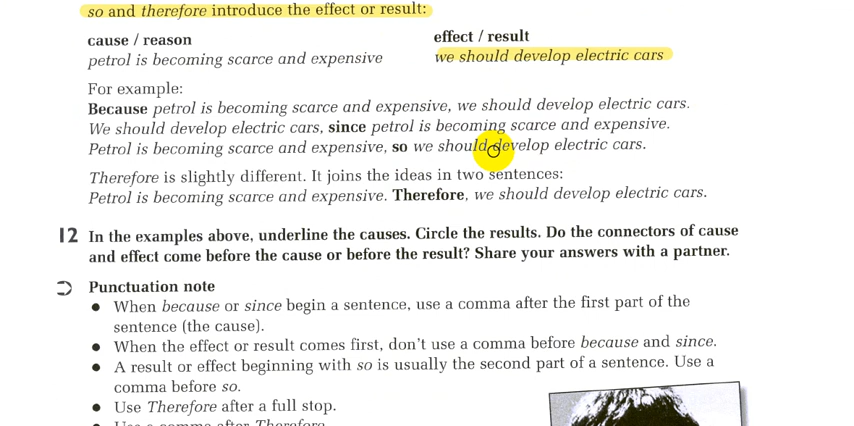 so and therefore introduce the effect or result:
cause / reason
petrol is becoming scarce and expensive
effect / result
we should develop electric cars
For example:
Because petrol is becoming scarce and expensive, we should develop electric cars.
We should develop electric cars, since petrol is becoming scarce and expensive.
Petrol is becoming scarce and expensive, so we should develop electric cars.
Therefore is slightly different. It joins the ideas in two sentences:
Petrol is becoming scarce and expensive. Therefore, we should develop electric cars.
12 In the examples above, underline the causes. Circle the results. Do the connectors of cause
and effect come before the cause or before the result? Share your answers with a partner.
Punctuation note
● When because or since begin a sentence, use a comma after the first part of the
sentence (the cause).
● When the effect or result comes first, don't use a comma before because and since.
● A result or effect beginning with so is usually the second part of a sentence. Use a
comma before so.
● Use Therefore after a full stop.
● Use a comma after Therefore.